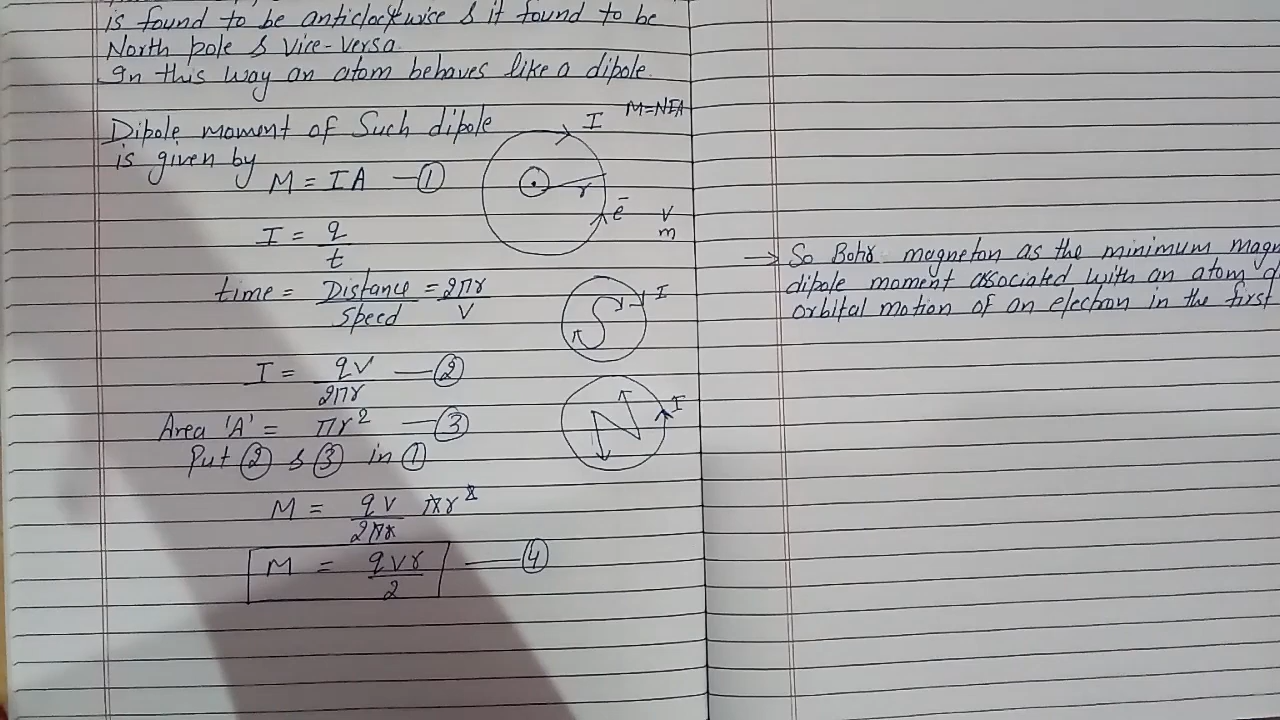 is found to be anticlockwise & it found to be
North pole & vice-versa.
In this way an atom behaves like a dipole.
Dipole moment of Such dipole
is given by
M = IA — ①
I M=NIA
r
ē v
m
I = q/t
time = Distance/Speed = 2πr/V
I
S
I = qv/2πr — ②
I
N
Area 'A' = πr² — ③
Put ② & ③ in ①
M = qv/2πr πr²
M = qvr/2 — ④
→ So Bohr magneton as the minimum
dipole moment associated with an atom
orbital motion of an electron in the first